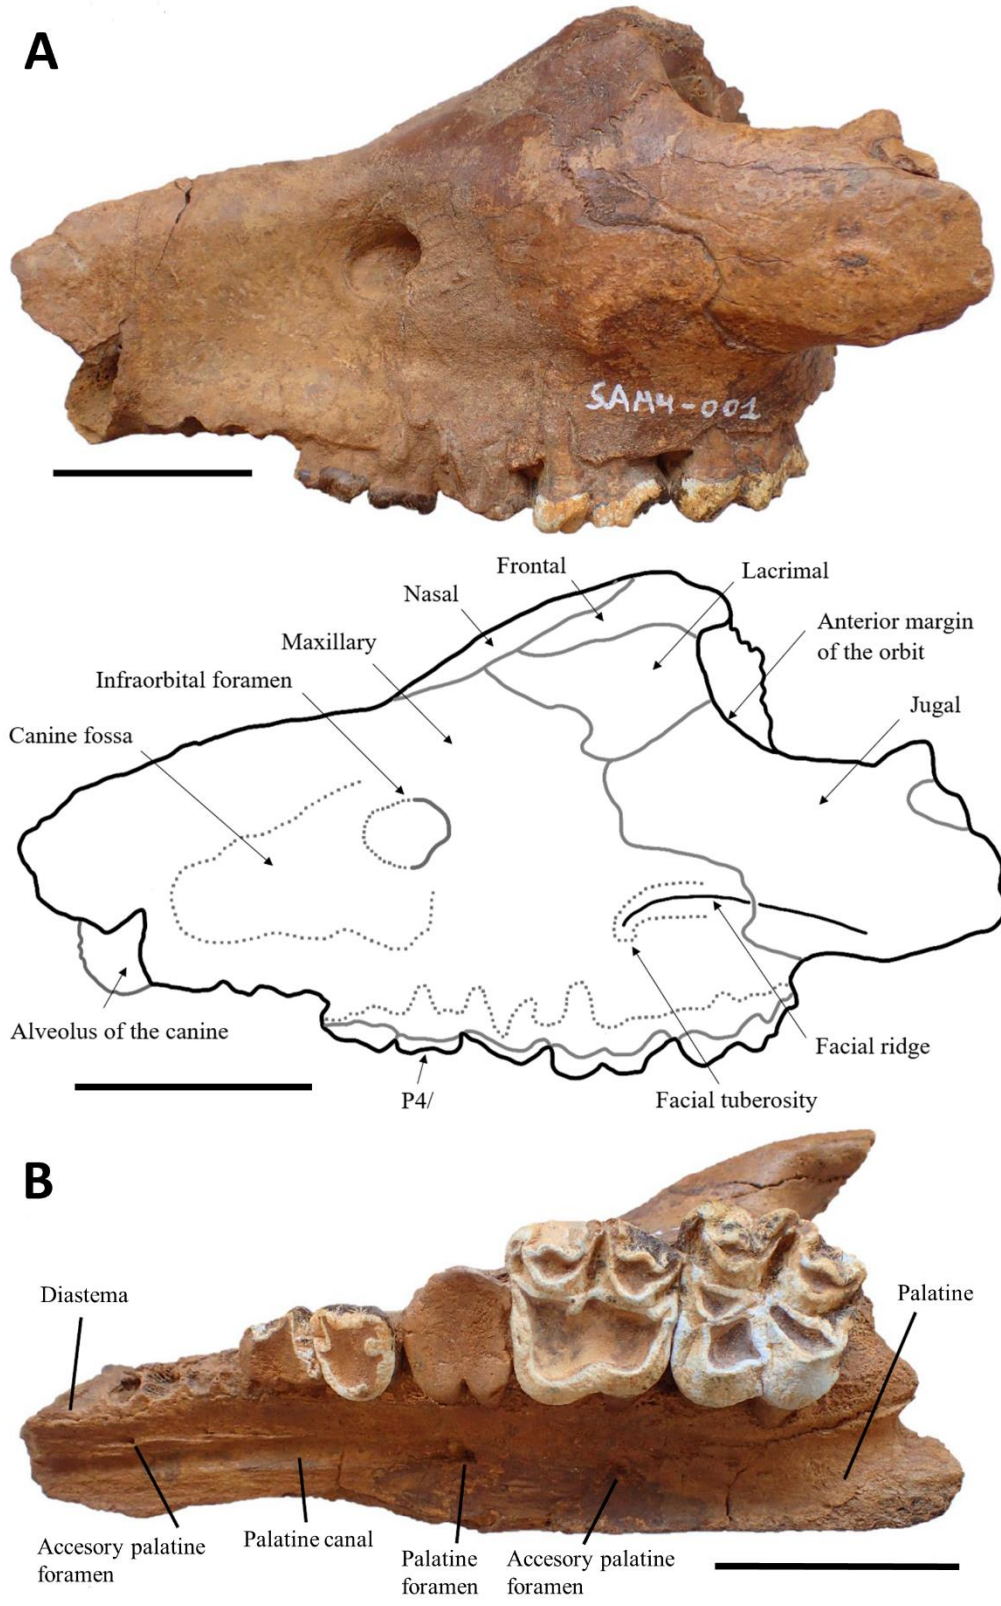 A
SAM4-001
Frontal
Lacrimal
Nasal
Anterior margin
of the orbit
Maxillary
Infraorbital foramen
Jugal
Canine fossa
Alveolus of the canine
Facial ridge
P4/
Facial tuberosity
B
Diastema
Palatine
Accesory palatine
foramen
Palatine canal
Palatine
foramen
Accesory palatine
foramen